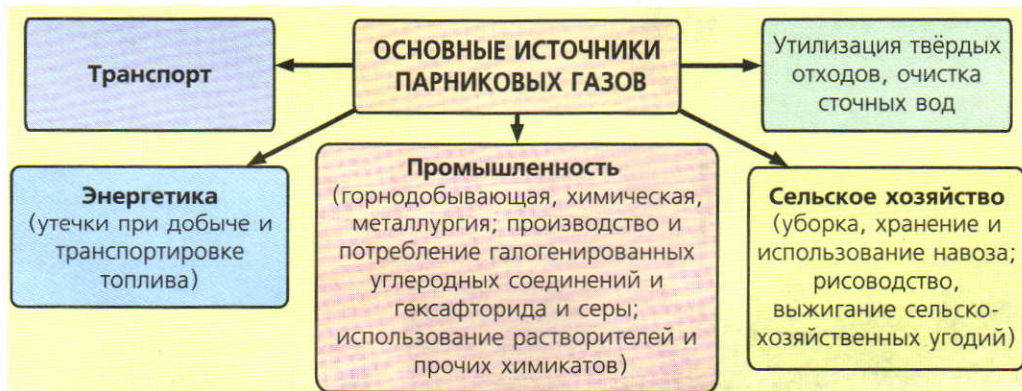 Транспорт
ОСНОВНЫЕ ИСТОЧНИКИ
ПАРНИКОВЫХ ГАЗОВ
Утилизация твёрдых
отходов, очистка
сточных вод
Энергетика
(утечки при добыче и
транспортировке
топлива)
Промышленность
(горнодобывающая, химическая,
металлургия; производство и
потребление галогенированных
углеродных соединений и
гексафторида и серы;
использование растворителей и
прочих химикатов)
Сельское хозяйство
(уборка, хранение и
использование навоза;
рисоводство,
выжигание сельско-
хозяйственных угодий)